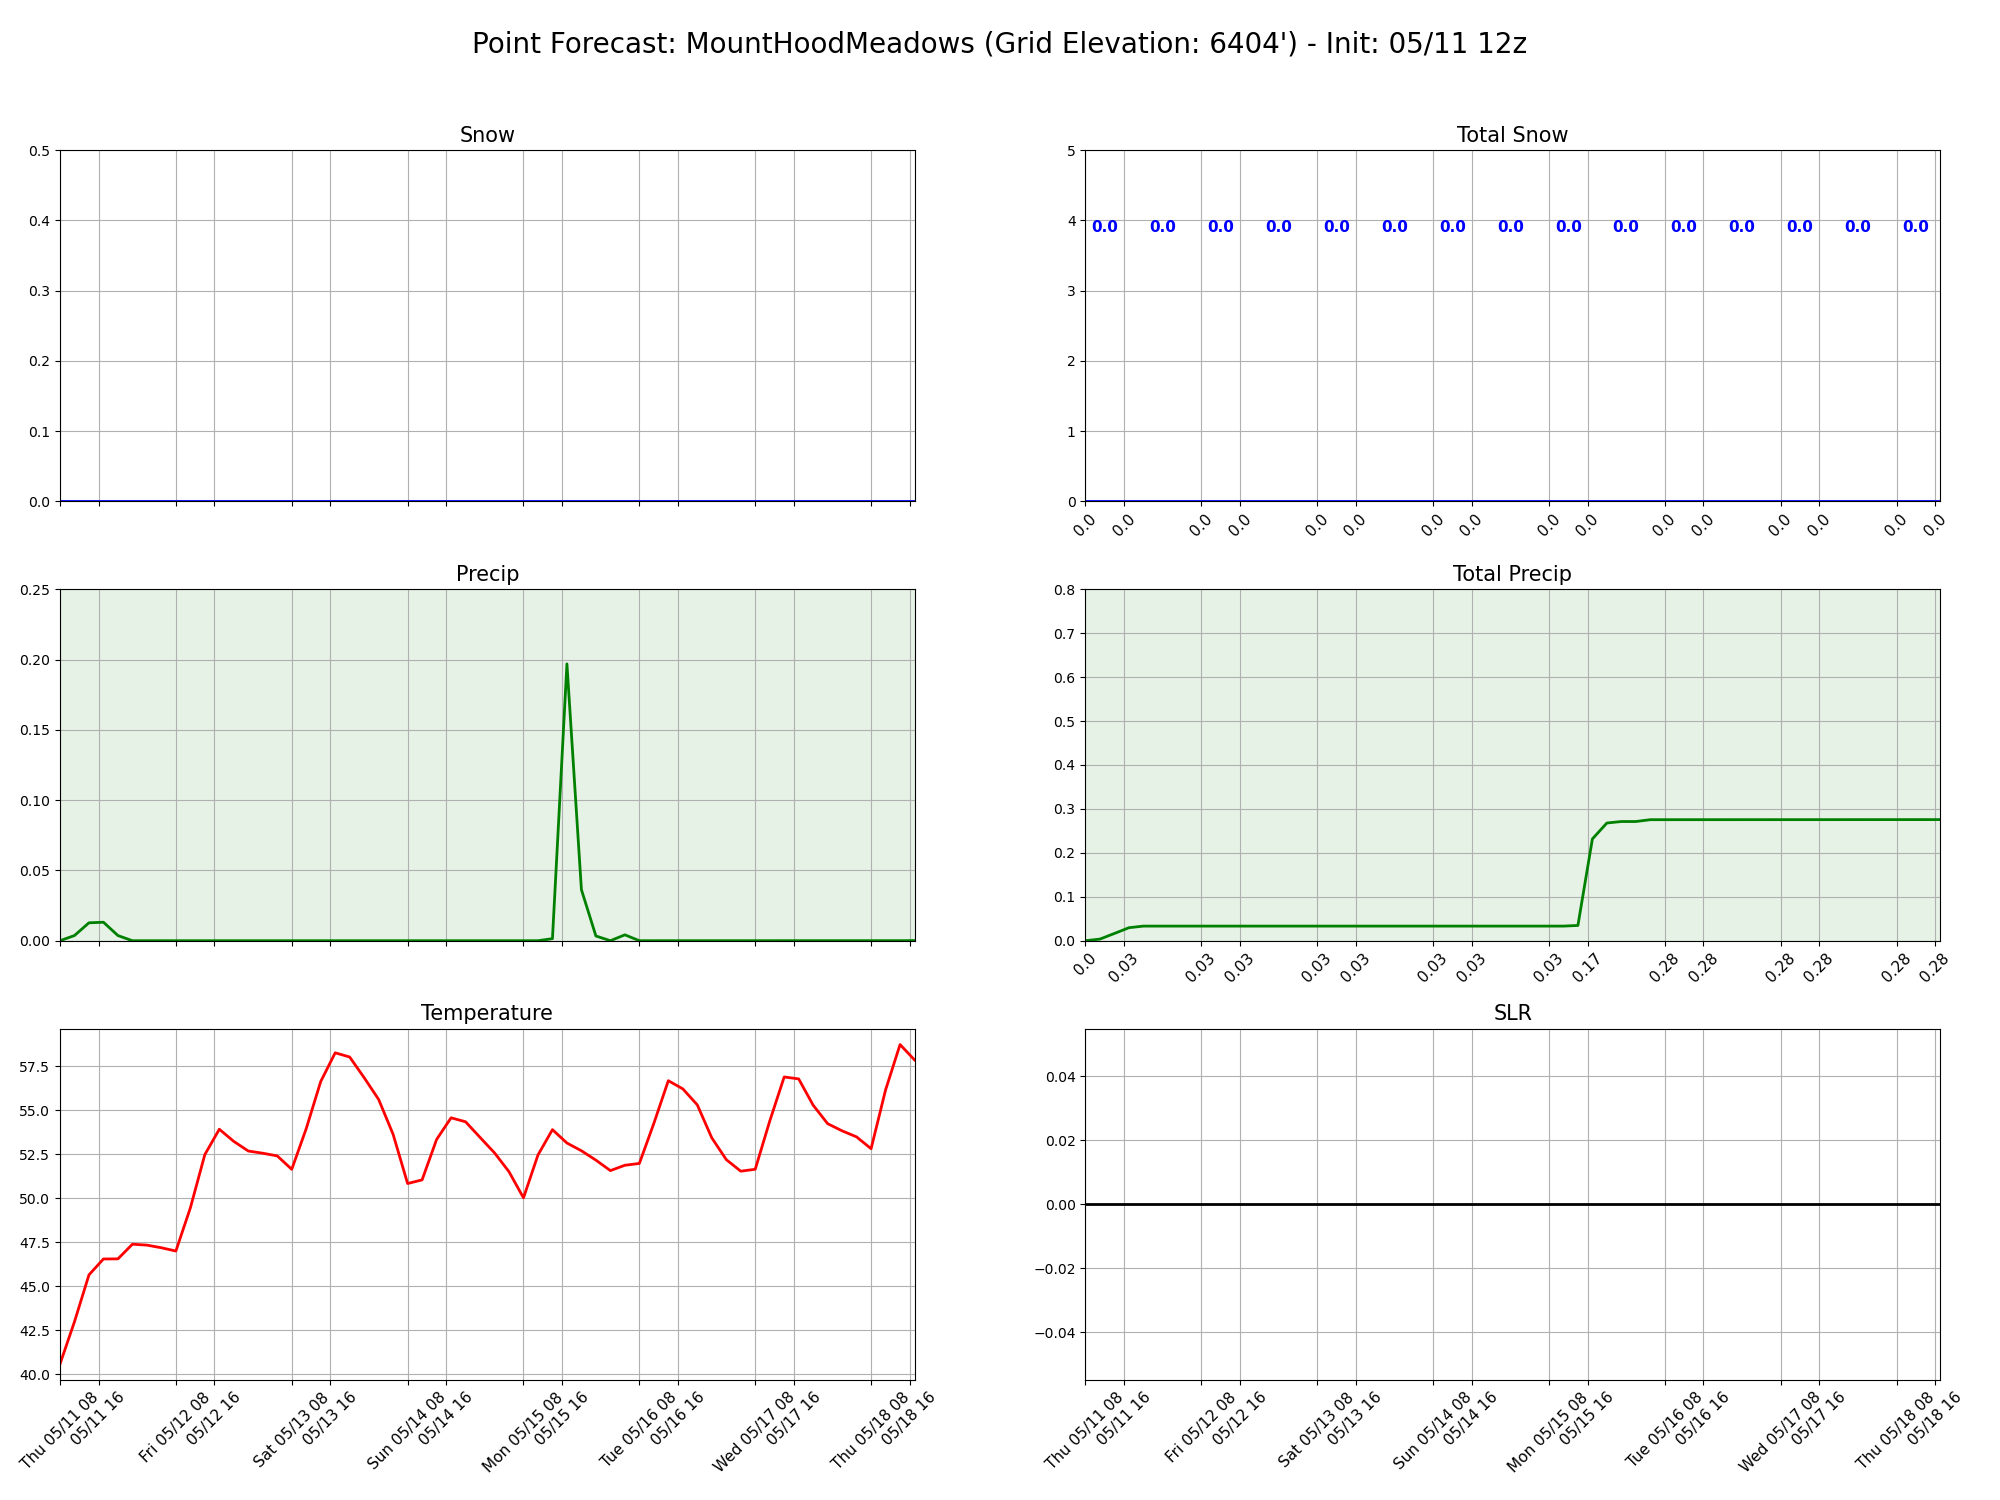 Point Forecast: MountHoodMeadows (Grid Elevation: 6404') - Init: 05/11 12z
Snow
0.5
0.4
0.3
0.2
0.1
0.0
Total Snow
5
4
3
2
1
0
0.0 0.0 0.0 0.0 0.0 0.0 0.0 0.0 0.0 0.0 0.0 0.0 0.0 0.0 0.0
0.0 0.0 0.0 0.0 0.0 0.0 0.0 0.0 0.0 0.0 0.0 0.0 0.0 0.0 0.0 0.0
Precip
0.25
0.20
0.15
0.10
0.05
0.00
Total Precip
0.8
0.7
0.6
0.5
0.4
0.3
0.2
0.1
0.0
0.0 0.03 0.03 0.03 0.03 0.03 0.03 0.03 0.03 0.17 0.28 0.28 0.28 0.28 0.28 0.28
Temperature
57.5
55.0
52.5
50.0
47.5
45.0
42.5
40.0
Thu 05/11 08
05/11 16
Fri 05/12 08
05/12 16
Sat 05/13 08
05/13 16
Sun 05/14 08
05/14 16
Mon 05/15 08
05/15 16
Tue 05/16 08
05/16 16
Wed 05/17 08
05/17 16
Thu 05/18 08
05/18 16
SLR
0.04
0.02
0.00
−0.02
−0.04
Thu 05/11 08
05/11 16
Fri 05/12 08
05/12 16
Sat 05/13 08
05/13 16
Sun 05/14 08
05/14 16
Mon 05/15 08
05/15 16
Tue 05/16 08
05/16 16
Wed 05/17 08
05/17 16
Thu 05/18 08
05/18 16